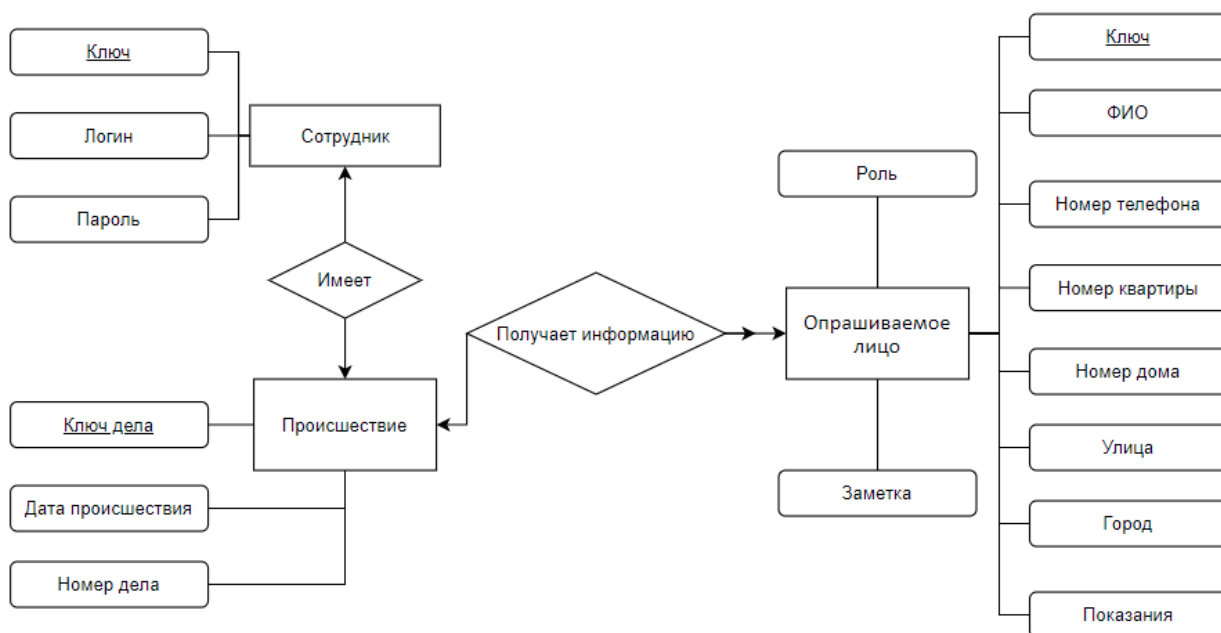 Ключ
Логин
Пароль
Сотрудник
Имеет
Происшествие
Ключ дела
Дата происшествия
Номер дела
Получает информацию
Роль
Опрашиваемое
лицо
Заметка
Ключ
ФИО
Номер телефона
Номер квартиры
Номер дома
Улица
Город
Показания